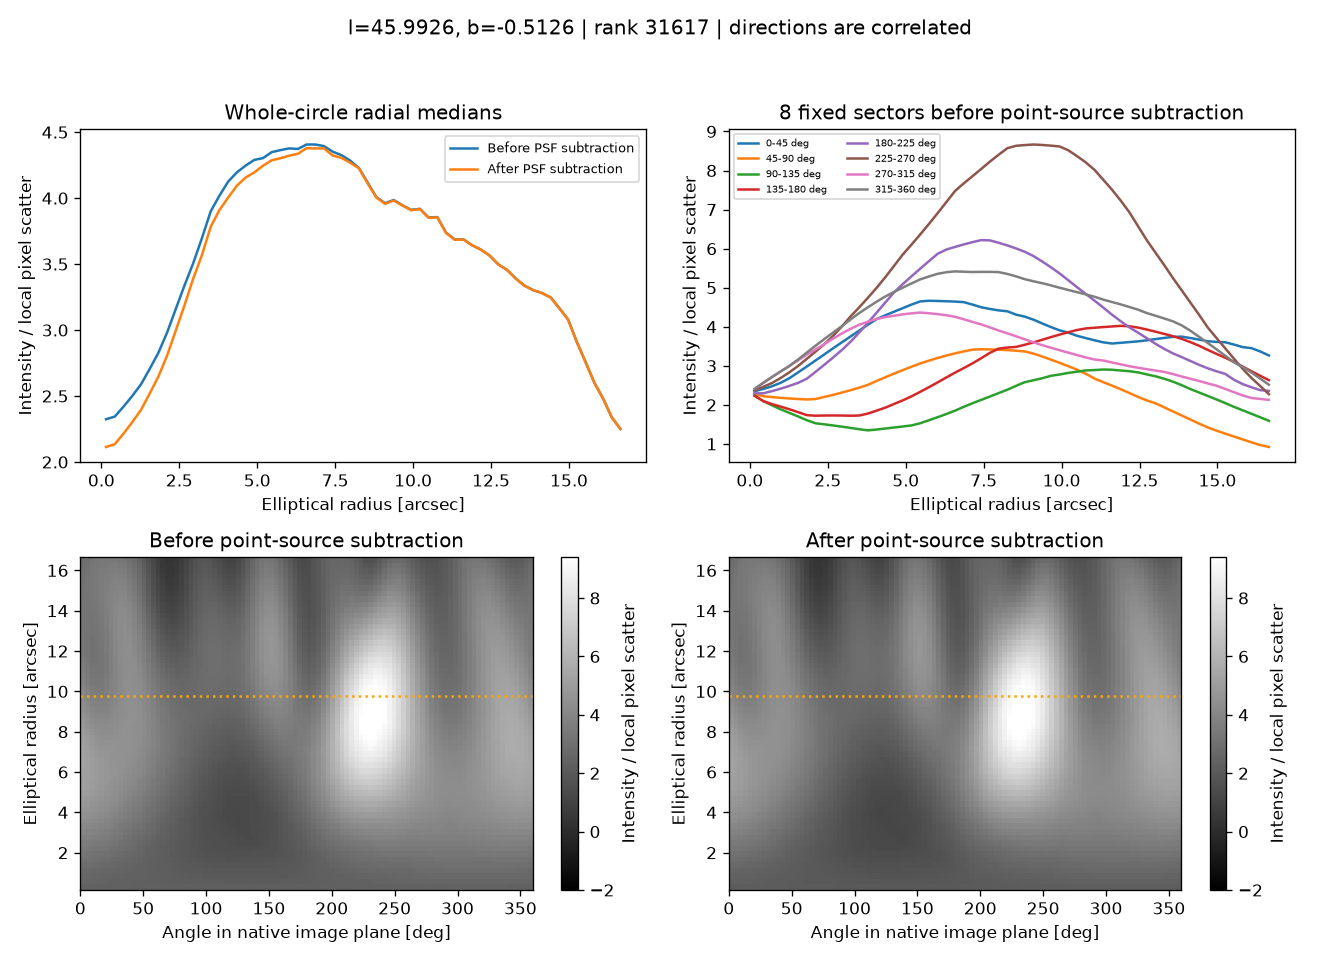 l=45.9926, b=-0.5126 | rank 31617 | directions are correlated
Whole-circle radial medians
4.5
4.0
3.5
3.0
2.5
2.0
Intensity / local pixel scatter
Before PSF subtraction
After PSF subtraction
0.0 2.5 5.0 7.5 10.0 12.5 15.0
Elliptical radius [arcsec]
8 fixed sectors before point-source subtraction
9
8
7
6
5
4
3
2
1
Intensity / local pixel scatter
0-45 deg
45-90 deg
90-135 deg
135-180 deg
180-225 deg
225-270 deg
270-315 deg
315-360 deg
0.0 2.5 5.0 7.5 10.0 12.5 15.0
Elliptical radius [arcsec]
Before point-source subtraction
16
14
12
10
8
6
4
2
Elliptical radius [arcsec]
0 50 100 150 200 250 300 350
Angle in native image plane [deg]
8
6
4
2
0
−2
Intensity / local pixel scatter
After point-source subtraction
16
14
12
10
8
6
4
2
Elliptical radius [arcsec]
0 50 100 150 200 250 300 350
Angle in native image plane [deg]
8
6
4
2
0
−2
Intensity / local pixel scatter